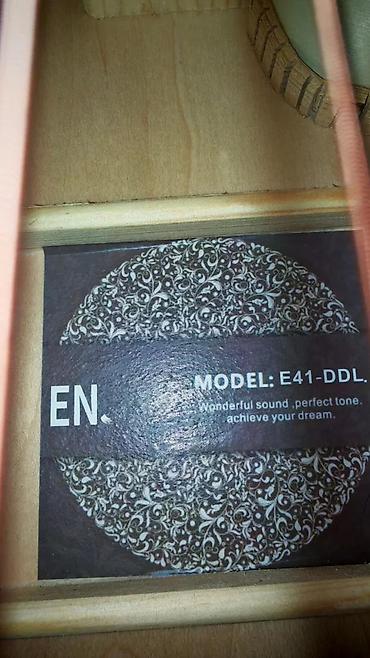 EN.
MODEL: E41-DDL.
Wonderful sound ,perfect tone.
achieve your dream.